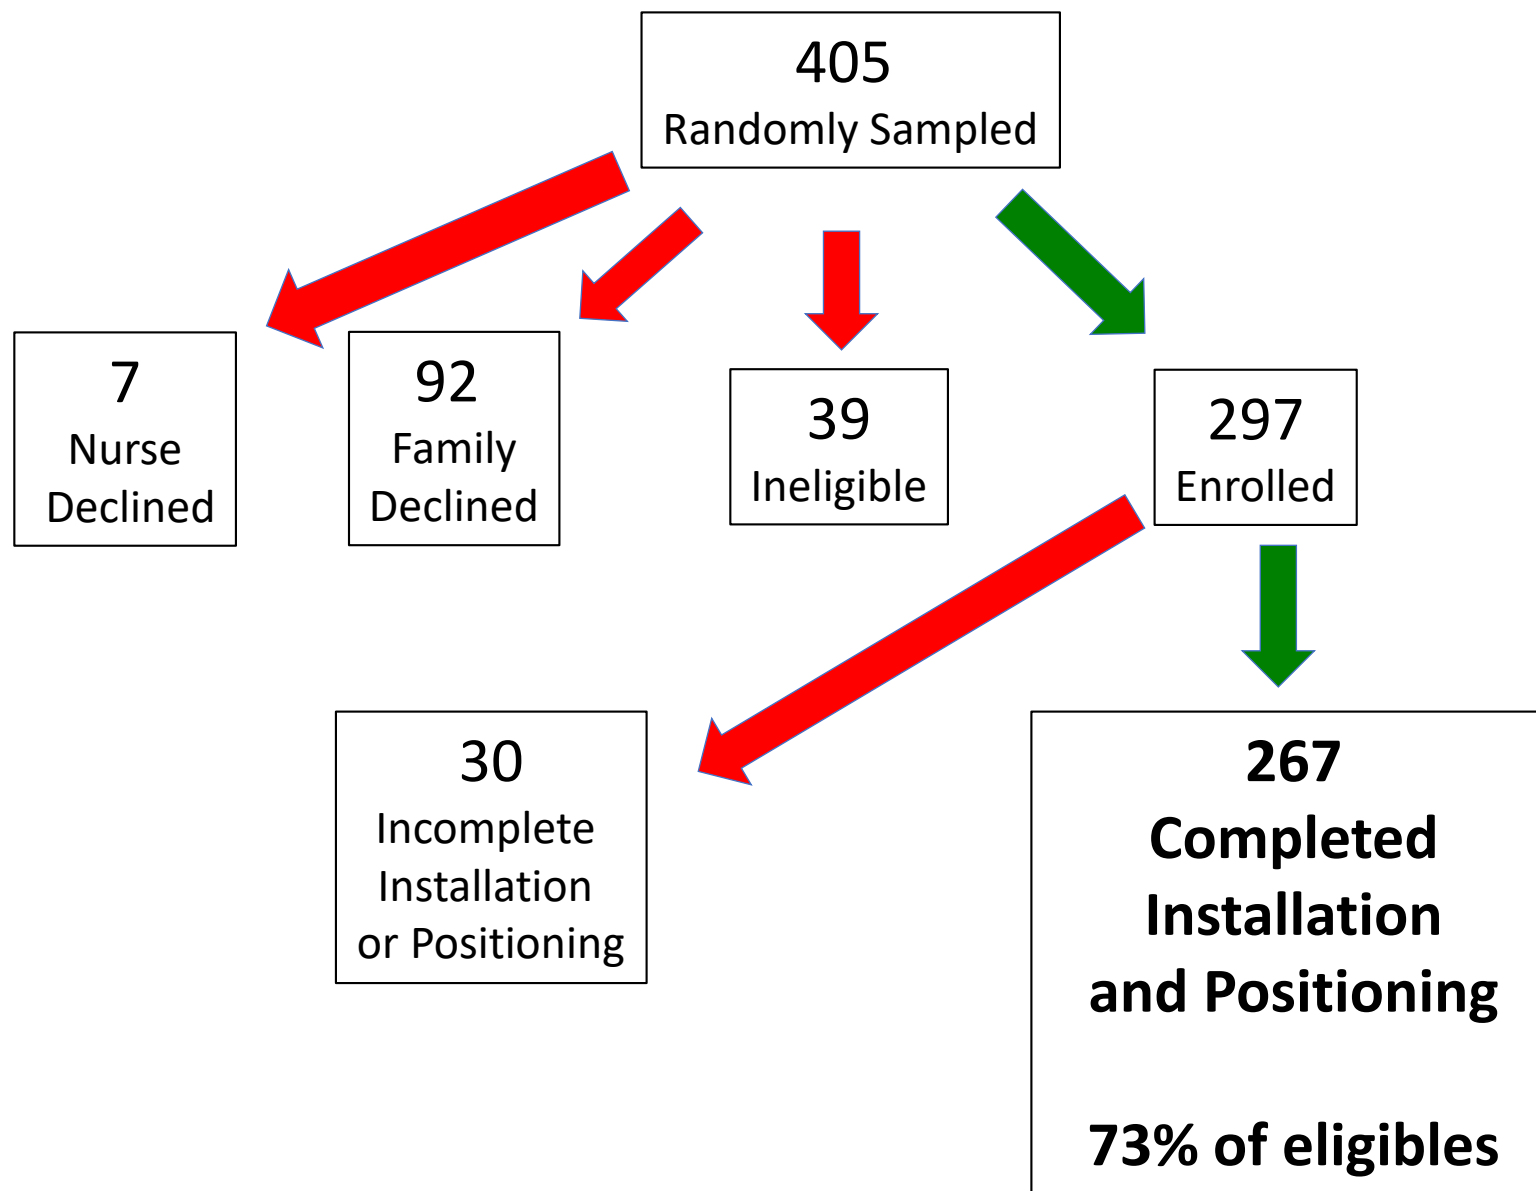 405
Randomly Sampled
7
Nurse
Declined
92
Family
Declined
39
Ineligible
297
Enrolled
30
Incomplete
Installation
or Positioning
267
Completed
Installation
and Positioning
73% of eligibles